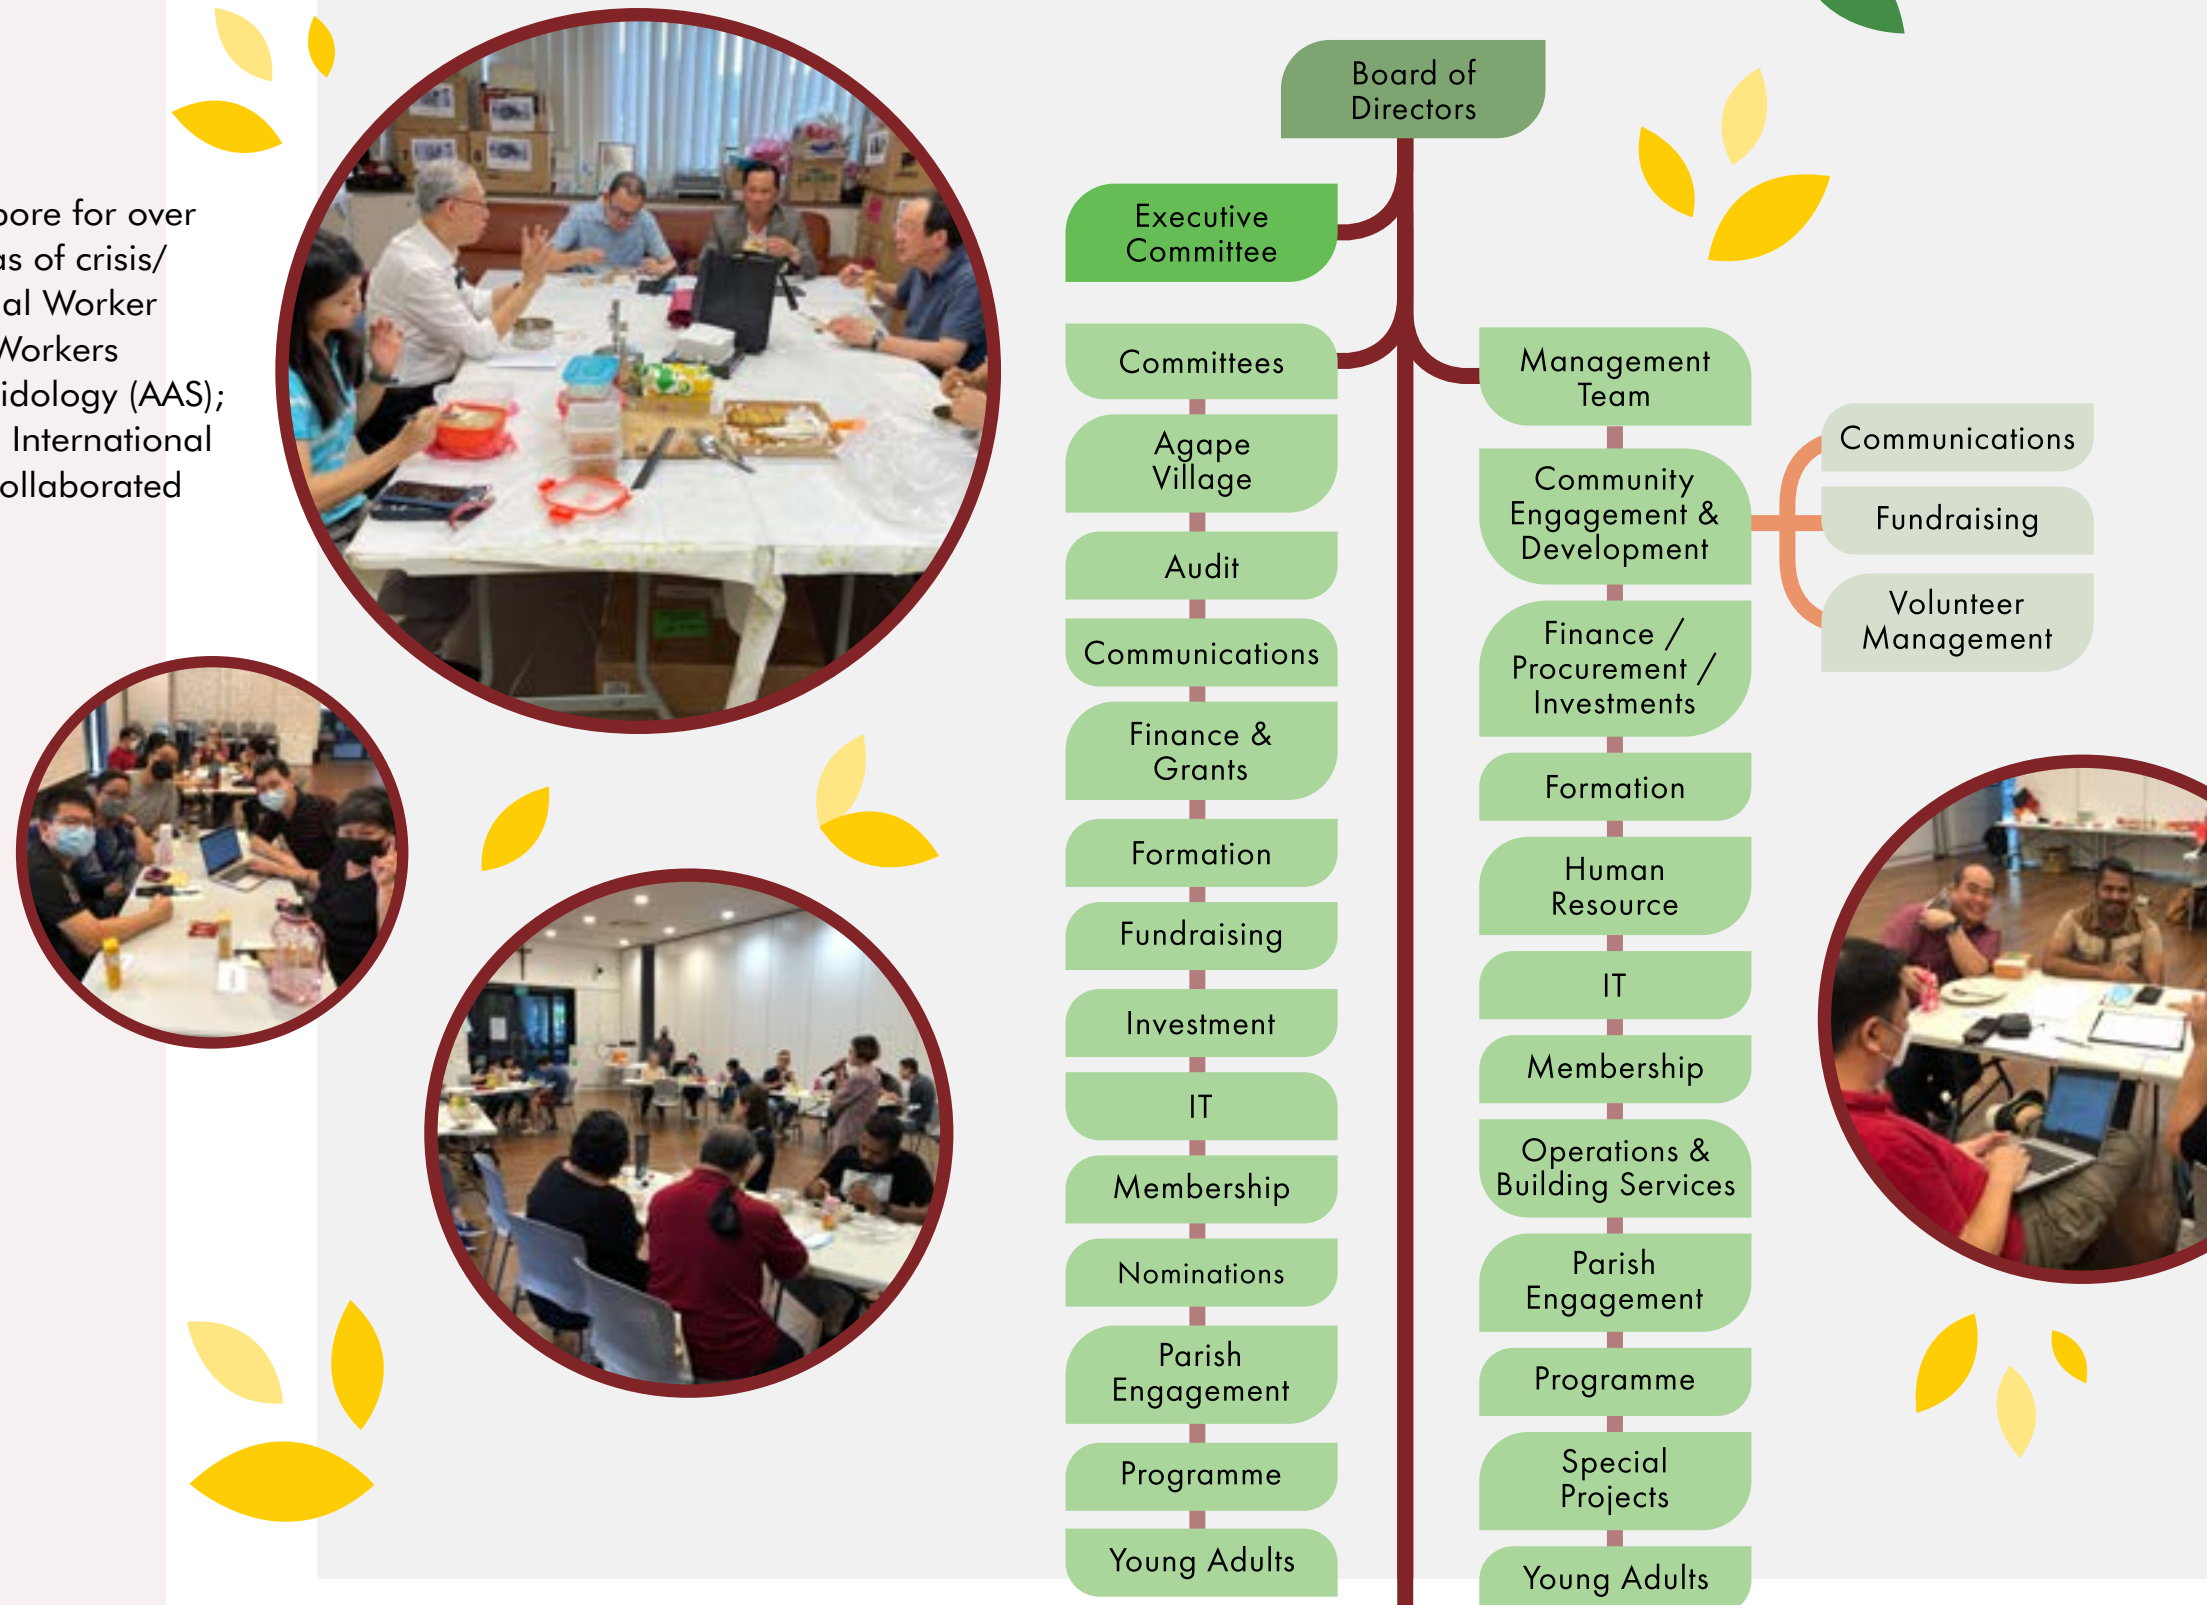 pore for over
as of crisis/
al Worker
Workers
idology (AAS);
International
ollaborated
Board of
Directors
Executive
Committee
Committees
Agape
Village
Audit
Communications
Finance &
Grants
Formation
Fundraising
Investment
IT
Membership
Nominations
Parish
Engagement
Programme
Young Adults
Management
Team
Community
Engagement &
Development
Finance /
Procurement /
Investments
Formation
Human
Resource
IT
Membership
Operations &
Building Services
Parish
Engagement
Programme
Special
Projects
Young Adults
Communications
Fundraising
Volunteer
Management